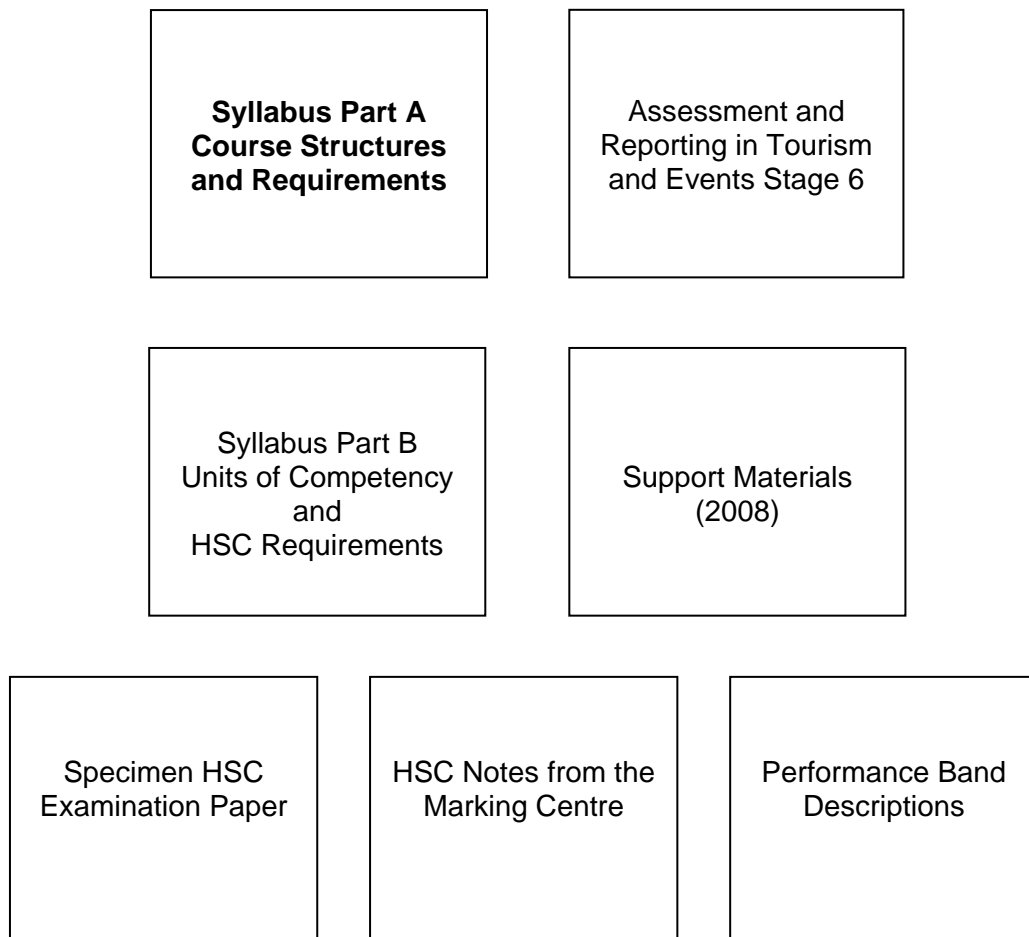 Syllabus Part A
Course Structures
and Requirements
Assessment and
Reporting in Tourism
and Events Stage 6
Syllabus Part B
Units of Competency
and
HSC Requirements
Support Materials
(2008)
Specimen HSC
Examination Paper
HSC Notes from the
Marking Centre
Performance Band
Descriptions